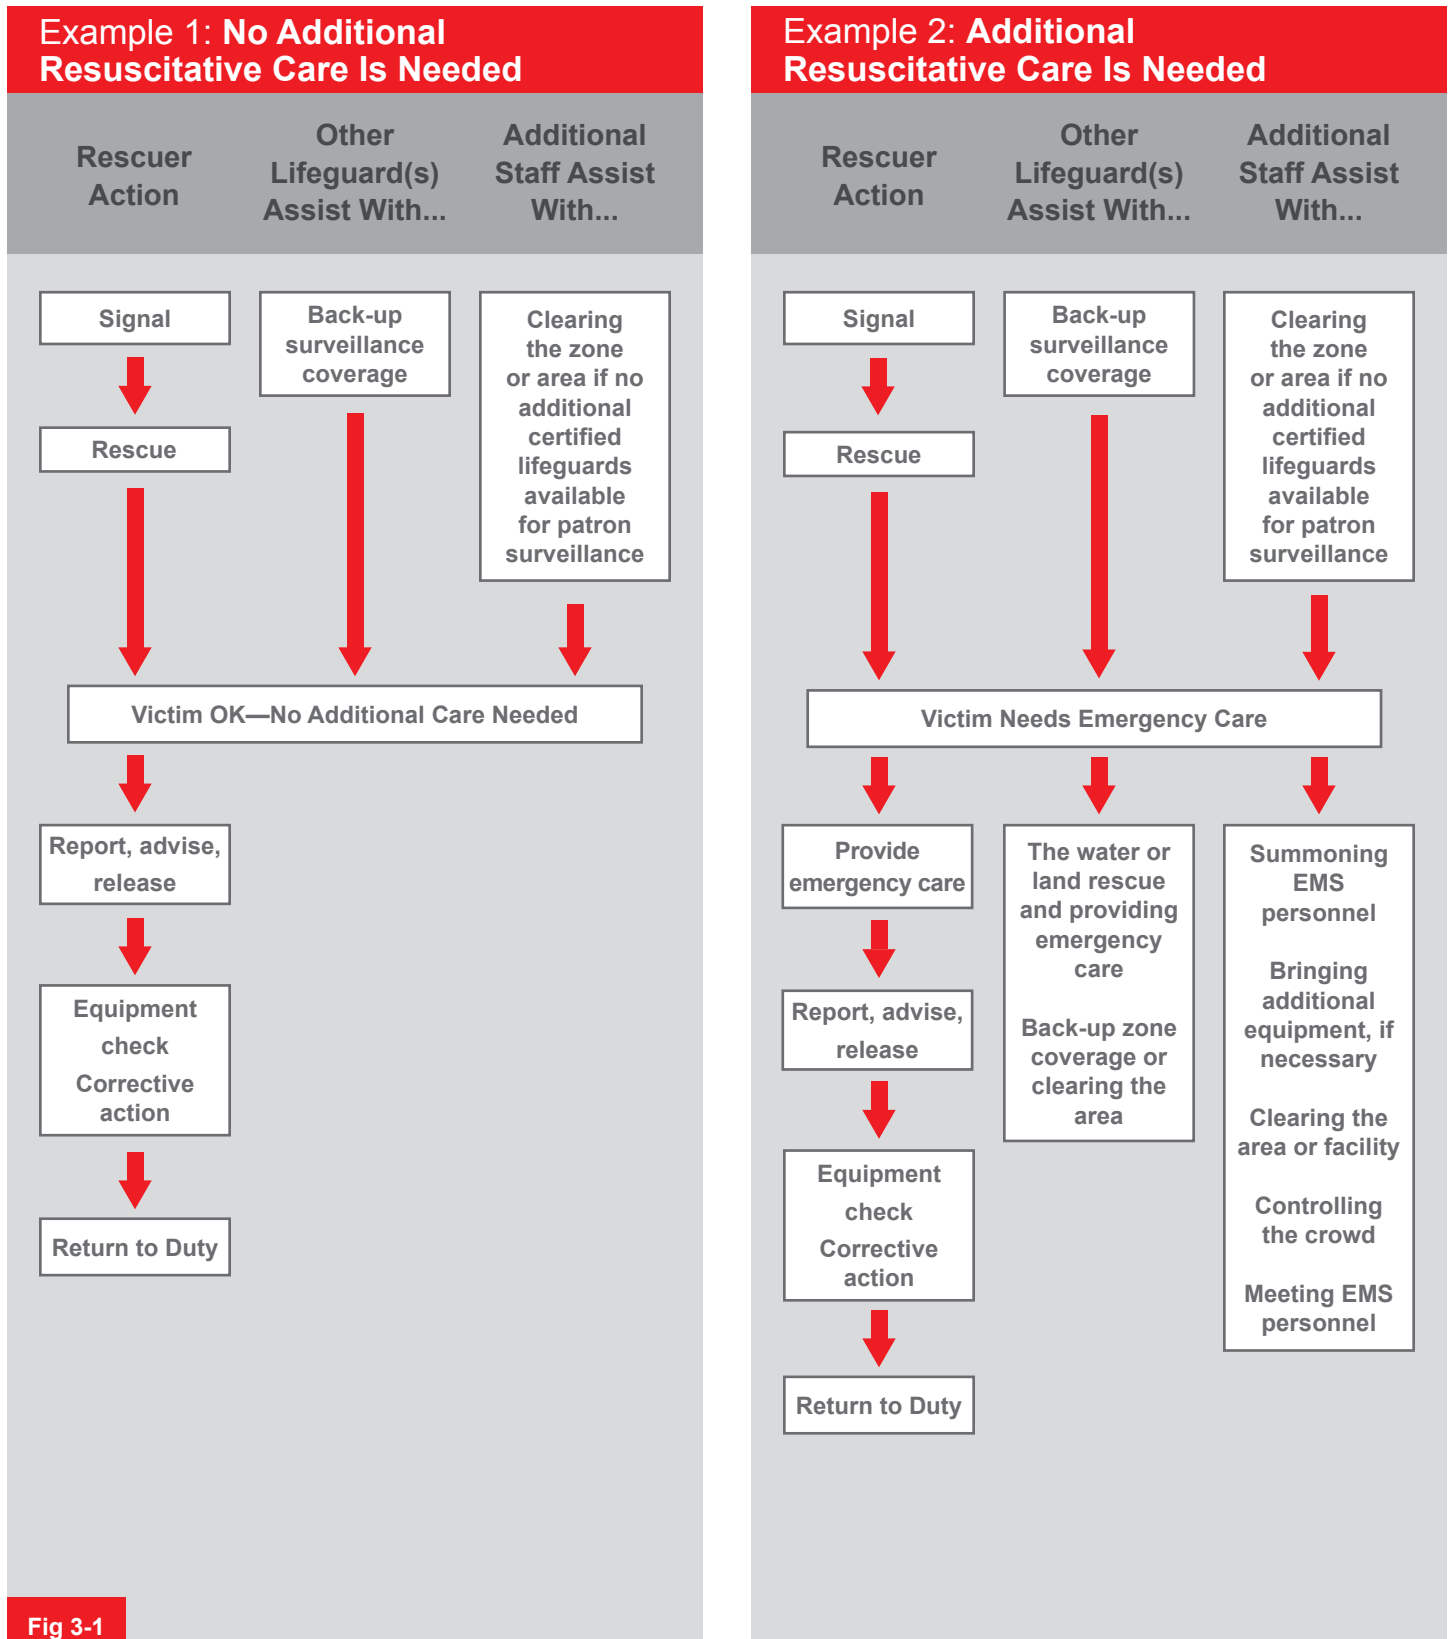 Example 1: No Additional
Resuscitative Care Is Needed
Rescuer
Action
Other
Lifeguard(s)
Assist With...
Additional
Staff Assist
With...
Signal
Rescue
Back-up
surveillance
coverage
Clearing
the zone
or area if no
additional
certified
lifeguards
available
for patron
surveillance
Victim OK—No Additional Care Needed
Report, advise,
release
Equipment
check
Corrective
action
Return to Duty
Fig 3-1
Example 2: Additional
Resuscitative Care Is Needed
Rescuer
Action
Other
Lifeguard(s)
Assist With...
Additional
Staff Assist
With...
Signal
Rescue
Back-up
surveillance
coverage
Clearing
the zone
or area if no
additional
certified
lifeguards
available
for patron
surveillance
Victim Needs Emergency Care
Provide
emergency care
Report, advise,
release
Equipment
check
Corrective
action
Return to Duty
The water or
land rescue
and providing
emergency
care
Back-up zone
coverage or
clearing the
area
Summoning
EMS
personnel
Bringing
additional
equipment, if
necessary
Clearing the
area or facility
Controlling
the crowd
Meeting EMS
personnel